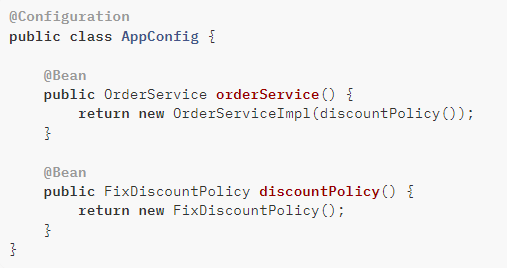 @Configuration
public class AppConfig {
@Bean
public OrderService orderService() {
return new OrderServiceImpl(discountPolicy());
}
@Bean
public FixDiscountPolicy discountPolicy() {
return new FixDiscountPolicy();
}
}